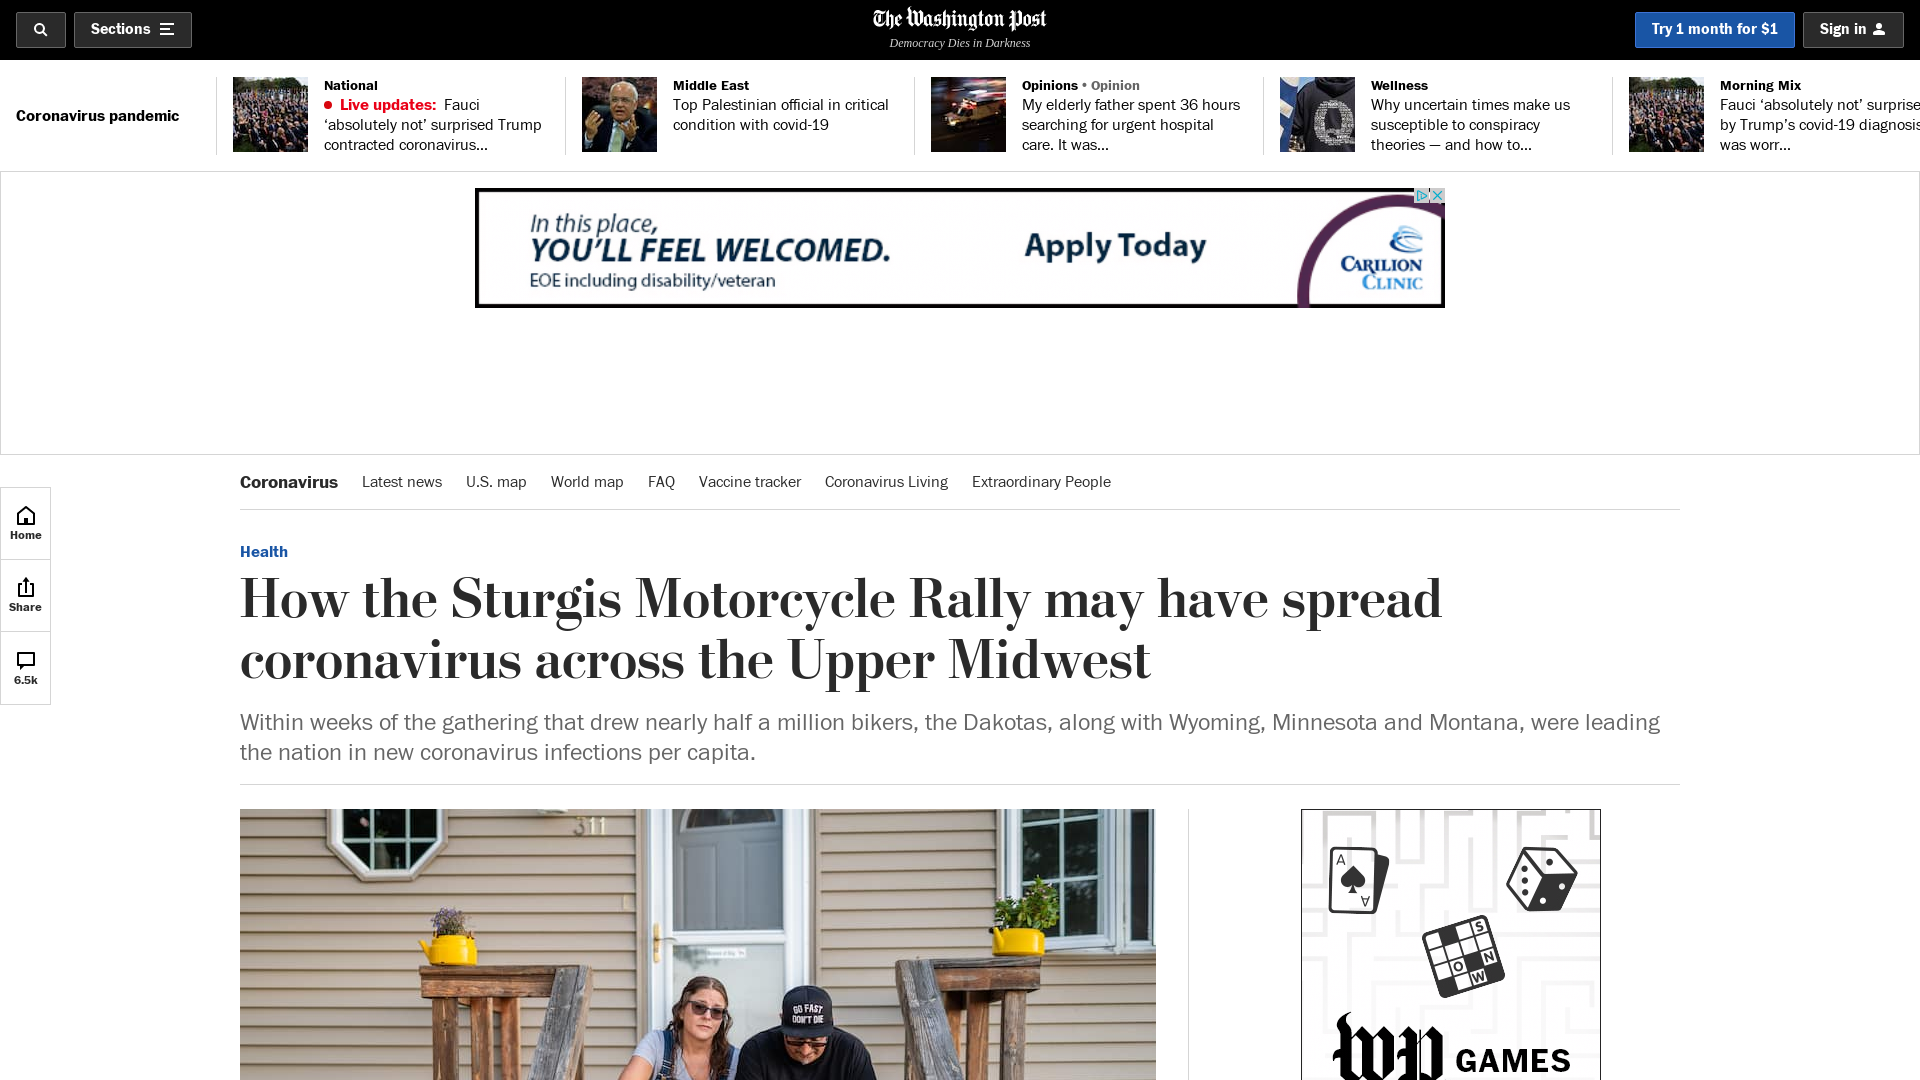 Sections
The Washington Post
Democracy Dies in Darkness
Try 1 month for $1
Sign in
Coronavirus pandemic
National
Live updates: Fauci
‘absolutely not’ surprised Trump
contracted coronavirus...
Middle East
Top Palestinian official in critical
condition with covid-19
Opinions • Opinion
My elderly father spent 36 hours
searching for urgent hospital
care. It was...
Wellness
Why uncertain times make us
susceptible to conspiracy
theories — and how to...
Morning Mix
Fauci ‘absolutely not’ surprise
by Trump’s covid-19 diagnosis
was worr...
In this place,
YOU’LL FEEL WELCOMED.
EOE including disability/veteran
Apply Today
CARILION
CLINIC
Coronavirus
Latest news
U.S. map
World map
FAQ
Vaccine tracker
Coronavirus Living
Extraordinary People
Home
Share
6.5k
Health
How the Sturgis Motorcycle Rally may have spread
coronavirus across the Upper Midwest
Within weeks of the gathering that drew nearly half a million bikers, the Dakotas, along with Wyoming, Minnesota and Montana, were leading
the nation in new coronavirus infections per capita.
311
GO FAST
DON'T DIE
A
A
S
O N
W
wp GAMES